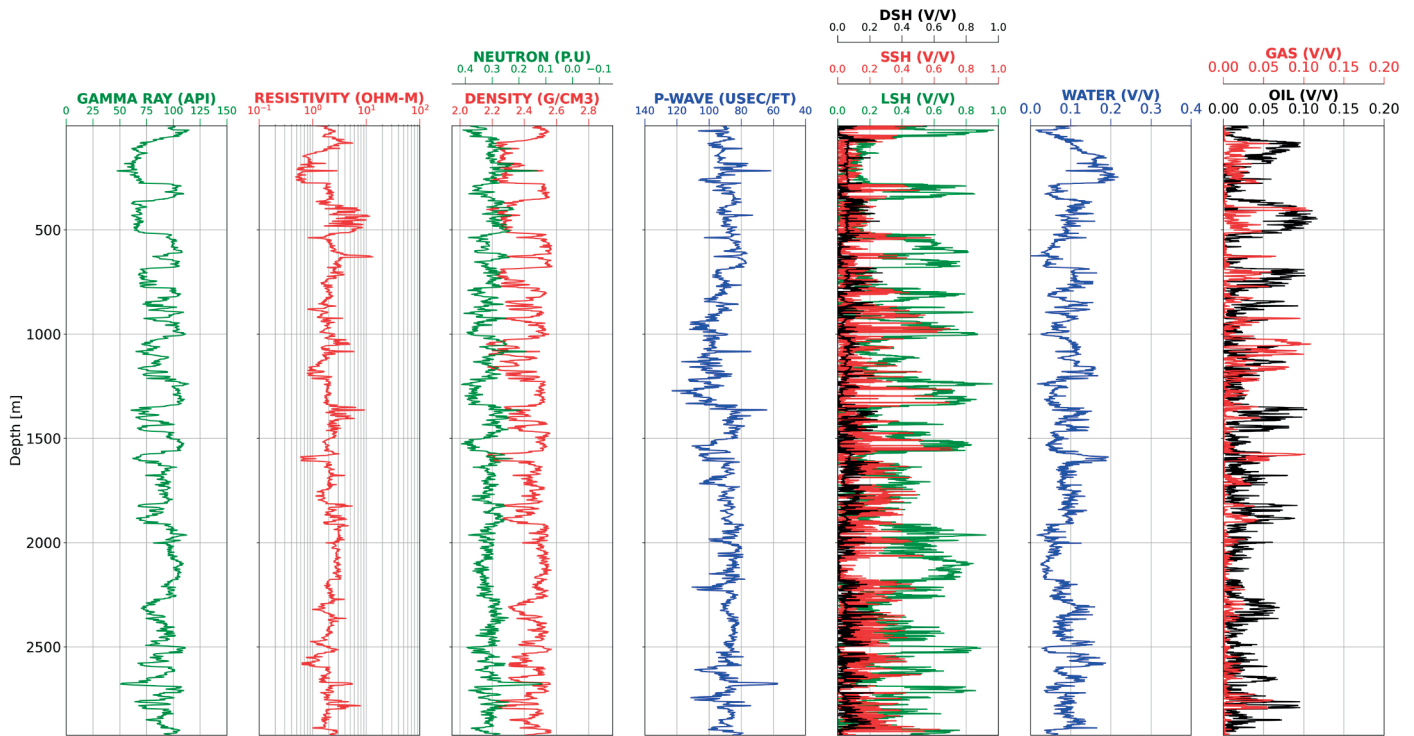 DSH (V/V)
0.0 0.2 0.4 0.6 0.8 1.0
NEUTRON (P.U)
0.4 0.3 0.2 0.1 0.0 −0.1
SSH (V/V)
0.0 0.2 0.4 0.6 0.8 1.0
GAS (V/V)
0.00 0.05 0.10 0.15 0.20
GAMMA RAY (API)
0 25 50 75 100 125 150
RESISTIVITY (OHM-M)
10⁻¹ 10⁰ 10¹ 10²
DENSITY (G/CM3)
2.0 2.2 2.4 2.6 2.8
P-WAVE (USEC/FT)
140 120 100 80 60 40
LSH (V/V)
0.0 0.2 0.4 0.6 0.8 1.0
WATER (V/V)
0.0 0.1 0.2 0.3 0.4
OIL (V/V)
0.00 0.05 0.10 0.15 0.20
Depth [m]
500
1000
1500
2000
2500